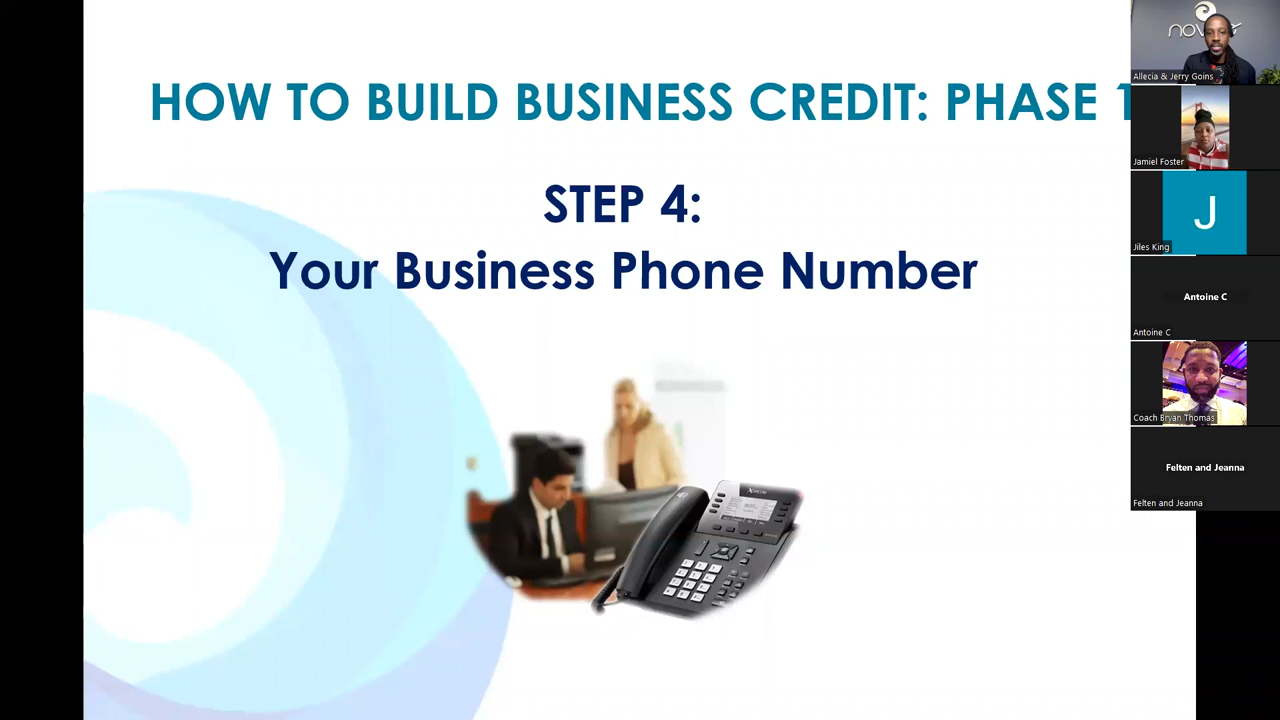 HOW TO BUILD BUSINESS CREDIT: PHASE 1
STEP 4:
Your Business Phone Number
Allecia & Jerry Goins
Jamiel Foster
J
Jiles King
Antoine C
Antoine C
Coach Bryan Thomas
Felten and Jeanna
Felten and Jeanna